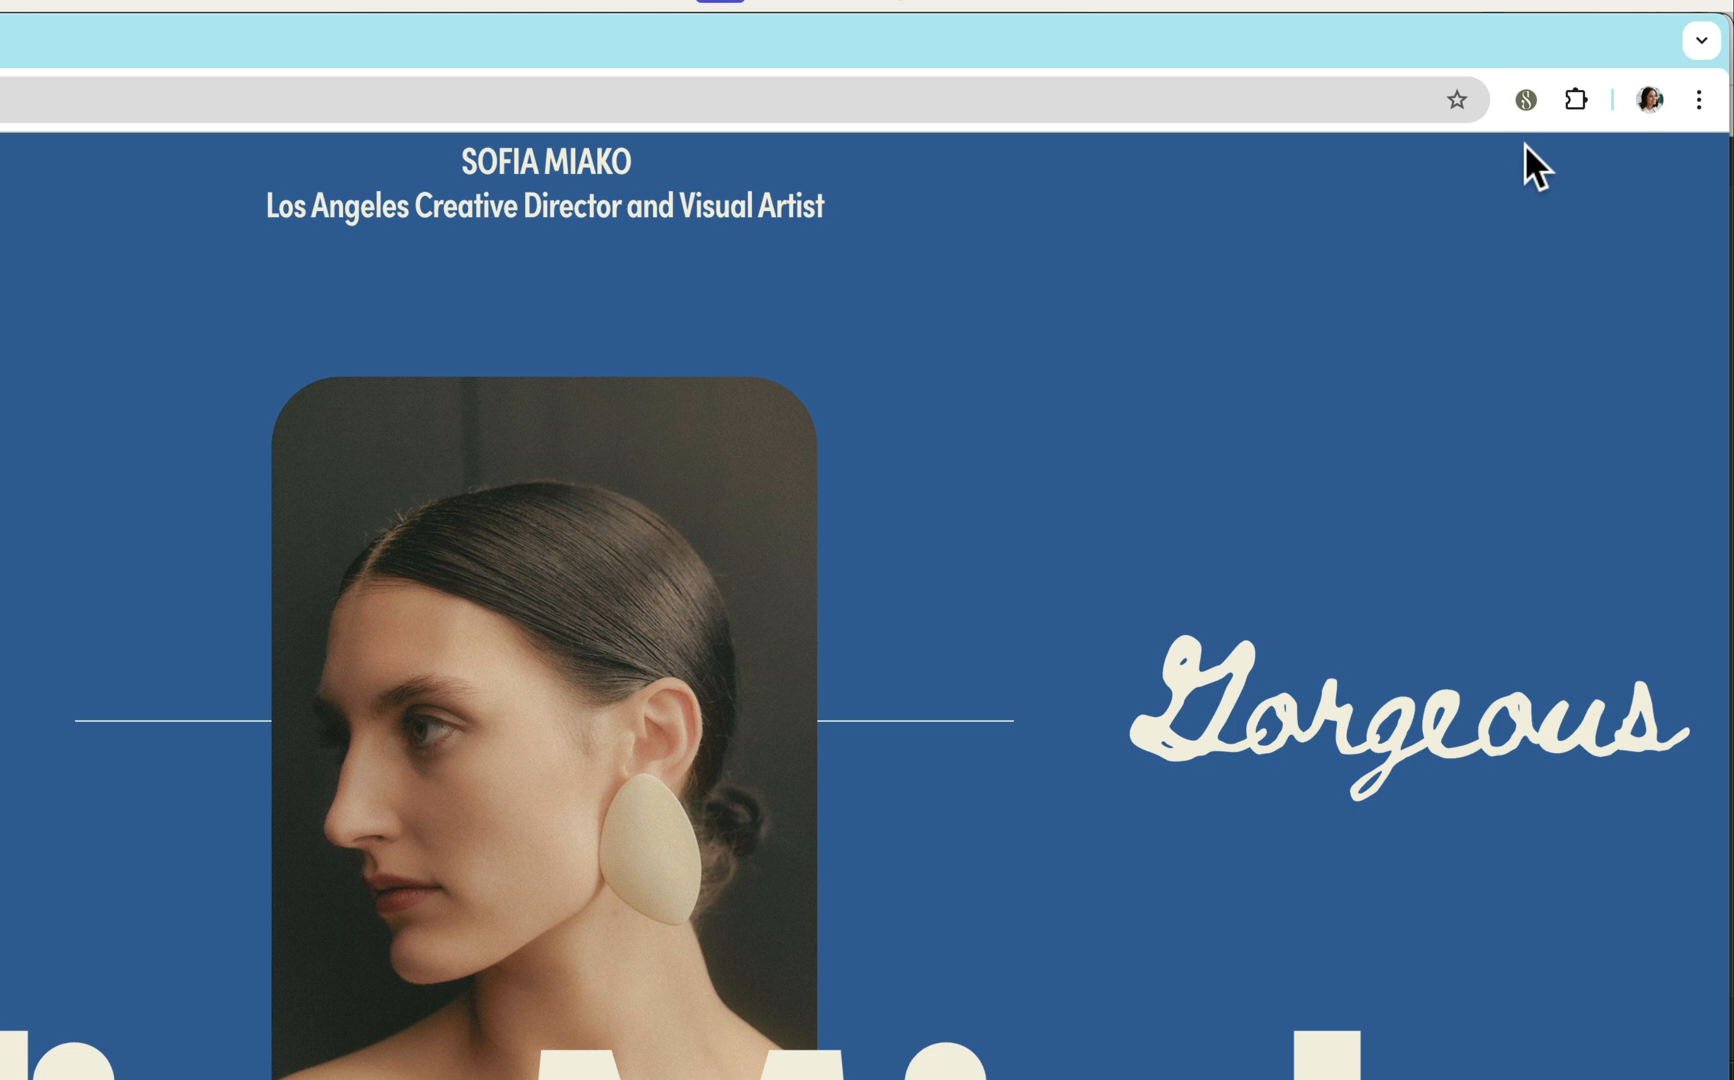 SOFIA MIAKO
Los Angeles Creative Director and Visual Artist
Gorgeous